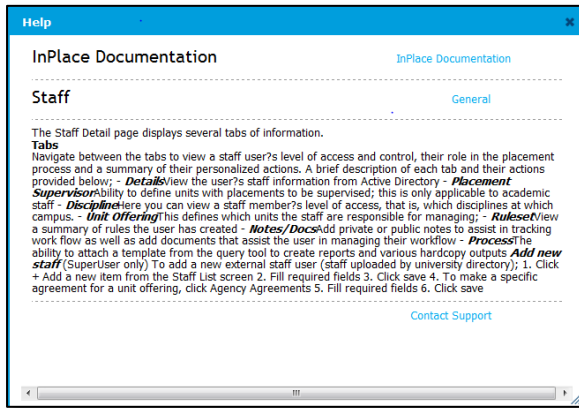 Help
InPlace Documentation
InPlace Documentation
Staff
General
The Staff Detail page displays several tabs of information.
Tabs
Navigate between the tabs to view a staff user?s level of access and control, their role in the placement
process and a summary of their personalized actions. A brief description of each tab and their actions
provided below; - DetailsView the user?s staff information from Active Directory - Placement
SupervisorAbility to define units with placements to be supervised; this is only applicable to academic
staff - DisciplineHere you can view a staff member?s level of access, that is, which disciplines at which
campus. - Unit OfferingThis defines which units the staff are responsible for managing; - RulesetView
a summary of rules the user has created - Notes/DocsAdd private or public notes to assist in tracking
work flow as well as add documents that assist the user in managing their workflow - ProcessThe
ability to attach a template from the query tool to create reports and various hardcopy outputs Add new
staff (SuperUser only) To add a new external staff user (staff uploaded by university directory); 1. Click
+ Add a new item from the Staff List screen 2. Fill required fields 3. Click save 4. To make a specific
agreement for a unit offering, click Agency Agreements 5. Fill required fields 6. Click save
Contact Support